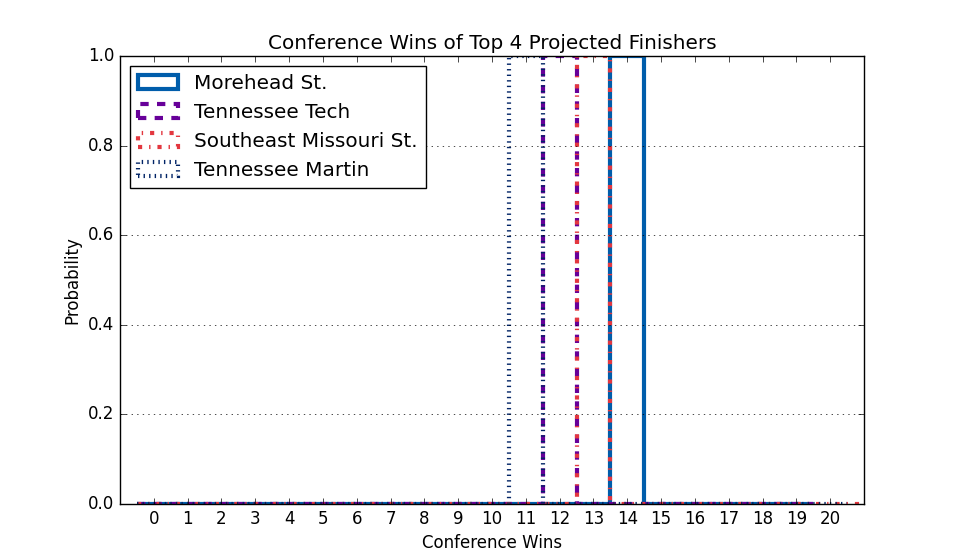 Conference Wins of Top 4 Projected Finishers
1.0
0.8
0.6
0.4
0.2
0.0
Probability
Morehead St.
Tennessee Tech
Southeast Missouri St.
Tennessee Martin
0 1 2 3 4 5 6 7 8 9 10 11 12 13 14 15 16 17 18 19 20
Conference Wins